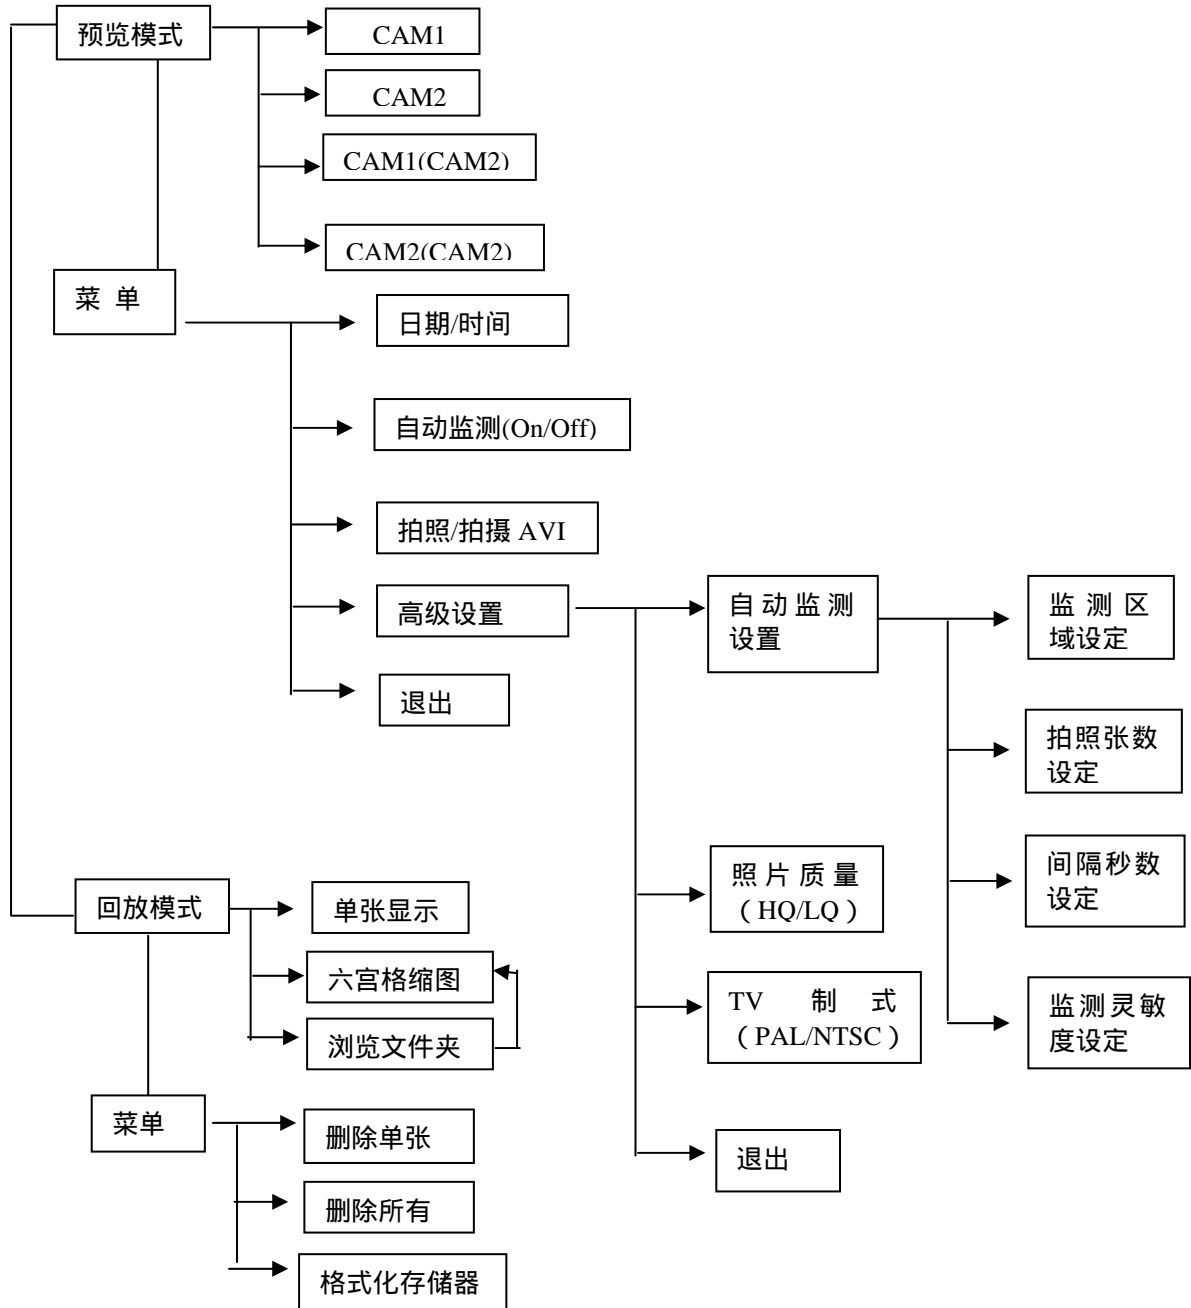 预览模式
CAM1
CAM2
CAM1(CAM2)
CAM2(CAM2)
菜 单
日期/时间
自动监测(On/Off)
拍照/拍摄 AVI
高级设置
退出
自动监测
设置
监测区
域设定
拍照张数
设定
间隔秒数
设定
监测灵敏
度设定
照片质量
（HQ/LQ）
TV 制 式
（PAL/NTSC）
退出
回放模式
单张显示
六宫格缩图
浏览文件夹
菜单
删除单张
删除所有
格式化存储器